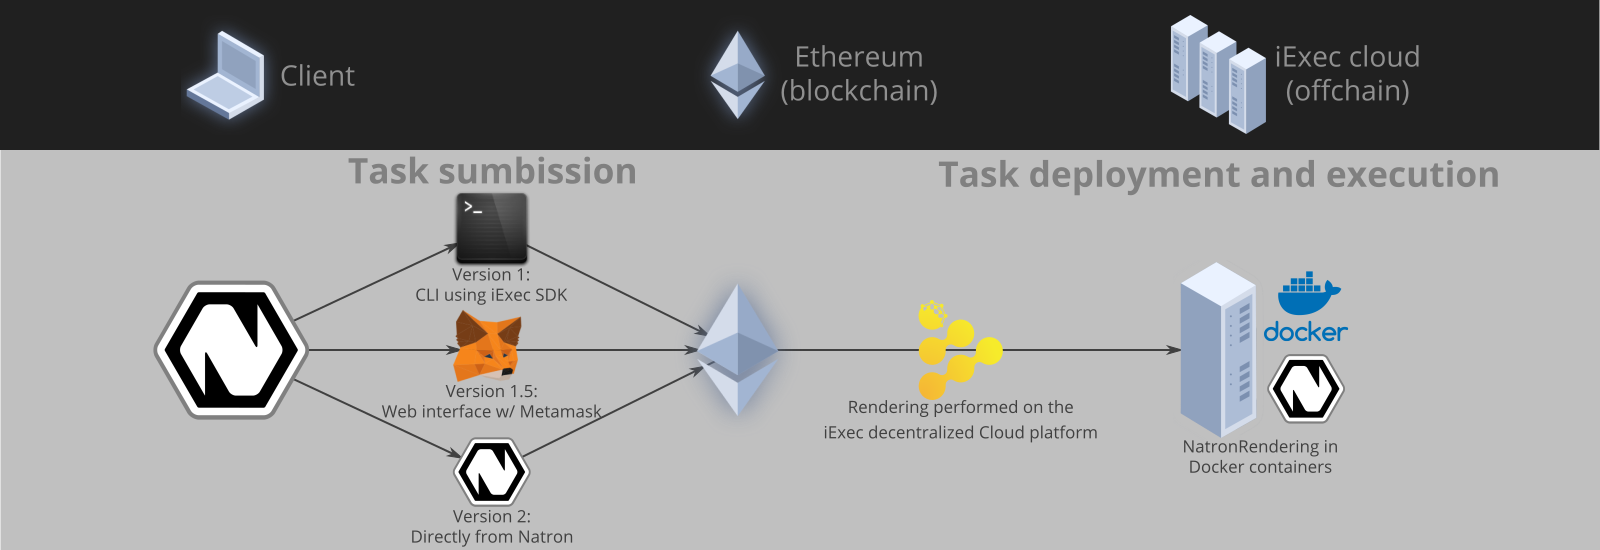 Client
Ethereum
(blockchain)
iExec cloud
(offchain)
Task sumbission
Task deployment and execution
>_
Version 1:
CLI using iExec SDK
Version 1.5:
Web interface w/ Metamask
Version 2:
Directly from Natron
Rendering performed on the
iExec decentralized Cloud platform
docker
NatronRendering in
Docker containers